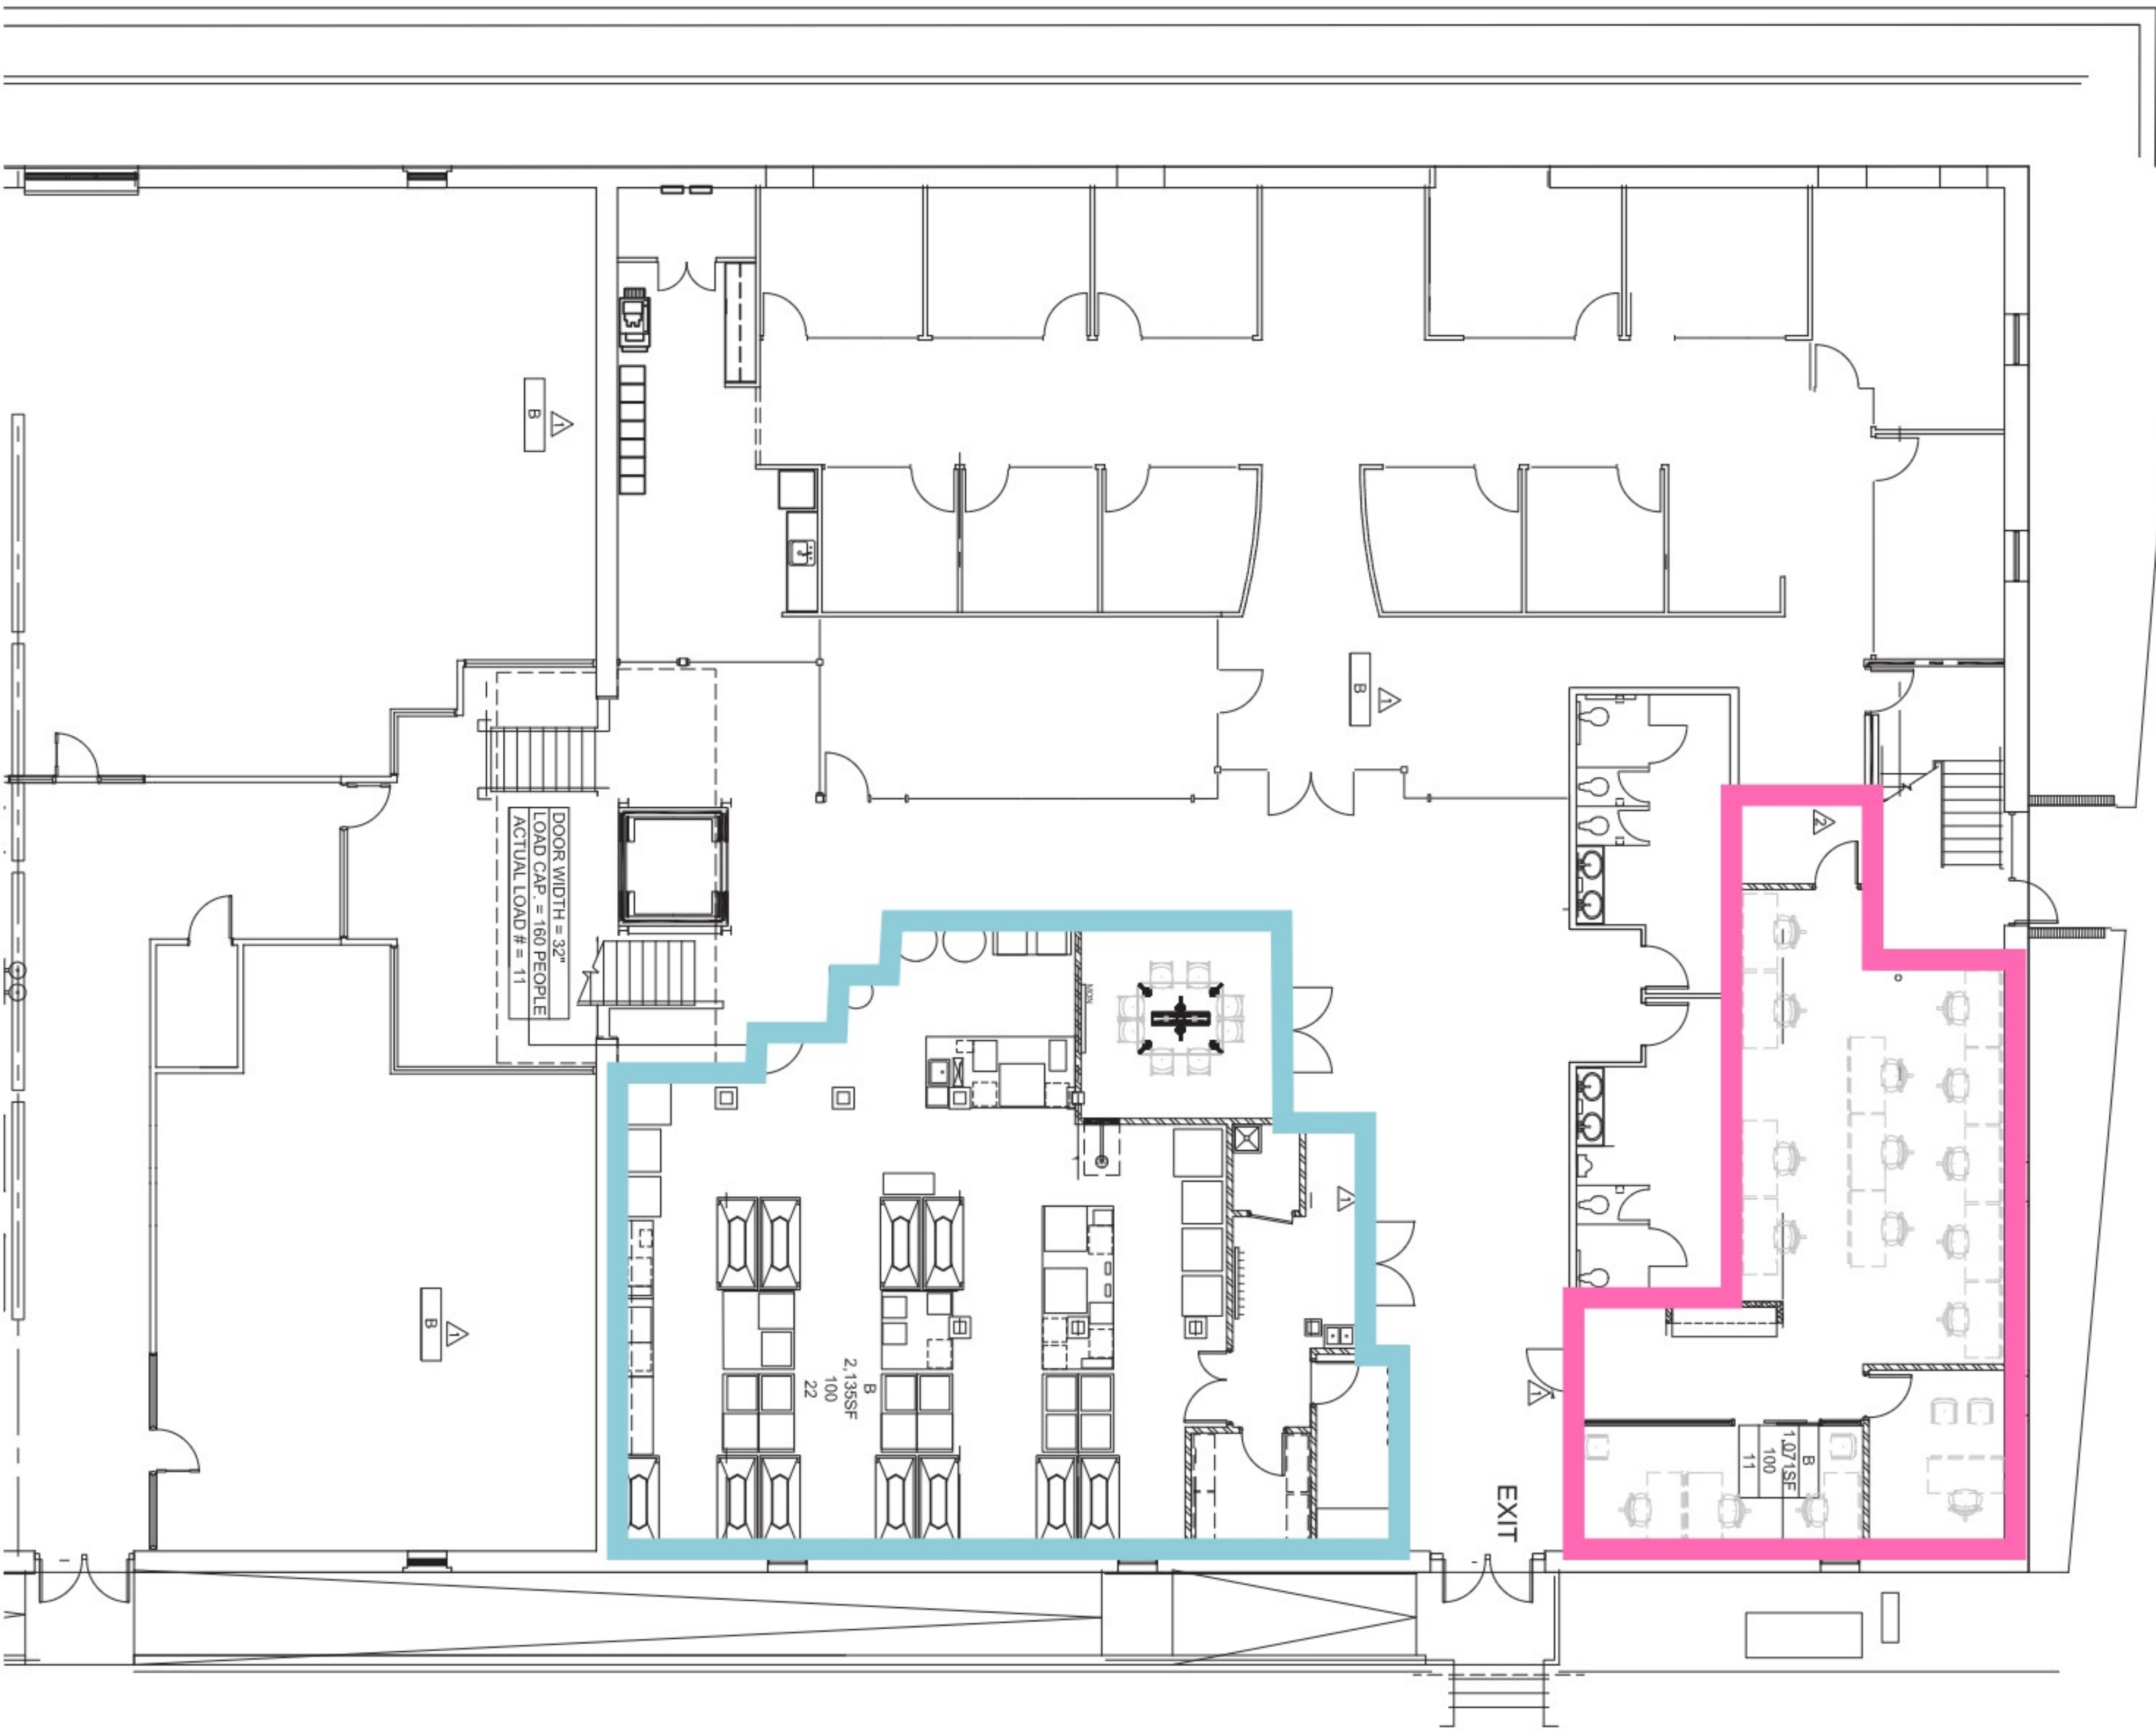 B
1
B
1
2
DOOR WIDTH = 32"
LOAD CAP. = 160 PEOPLE
ACTUAL LOAD # = 11
1
B
1
B
2,135SF
100
22
1
B
1,071SF
100
11
EXIT